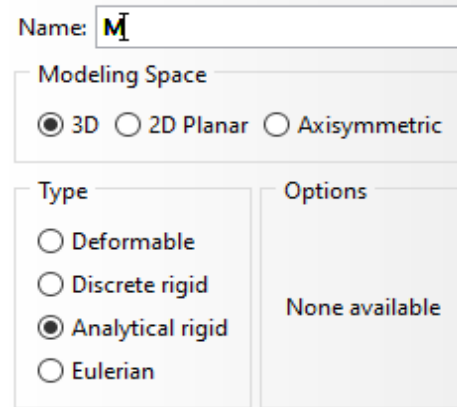 Name: M
Modeling Space
3D 2D Planar Axisymmetric
Type
Deformable
Discrete rigid
Analytical rigid
Eulerian
Options
None available